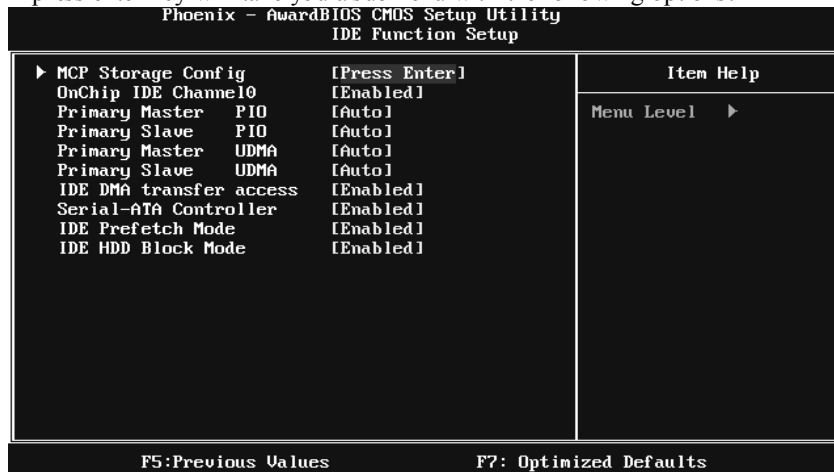 Phoenix - AwardBIOS CMOS Setup Utility
IDE Function Setup
MCP Storage Config [Press Enter]
OnChip IDE Channel0 [Enabled]
Primary Master PIO [Auto]
Primary Slave PIO [Auto]
Primary Master UDMA [Auto]
Primary Slave UDMA [Auto]
IDE DMA transfer access [Enabled]
Serial-ATA Controller [Enabled]
IDE Prefetch Mode [Enabled]
IDE HDD Block Mode [Enabled]
Item Help
Menu Level
F5:Previous Values F7: Optimized Defaults